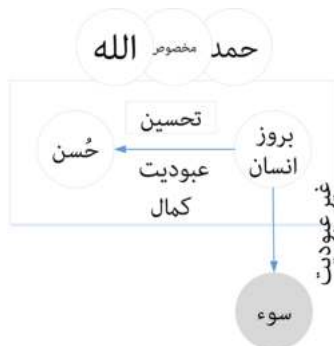 حمد
مخصوص
الله
تحسین
بروز
انسان
حُسن
عبودیت
کمال
غیر عبودیت
سوء